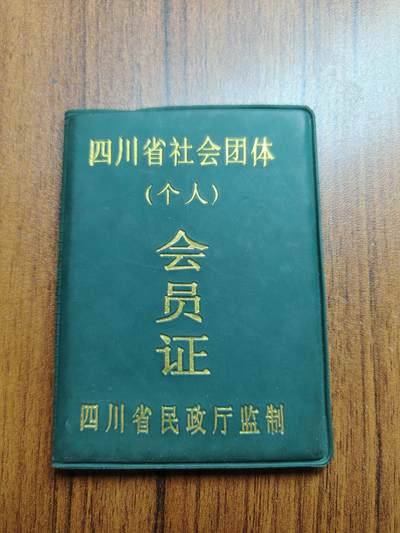 四川省社会团体
(个人)
会
员
证
四川省民政厅监制